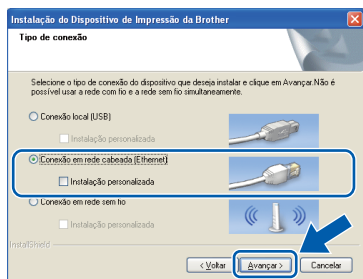 Instalação do Dispositivo de Impressão da Brother
Tipo de conexão
Selecione o tipo de conexão do dispositivo que deseja instalar e clique em Avançar.Não é
possível usar a rede com fio e a rede sem fio simultaneamente.
Conexão local (USB)
Instalação personalizada
Conexão em rede cabeada (Ethernet)
Instalação personalizada
Conexão em rede sem fio
Instalação personalizada
InstallShield
< Voltar
Avançar >
Cancelar